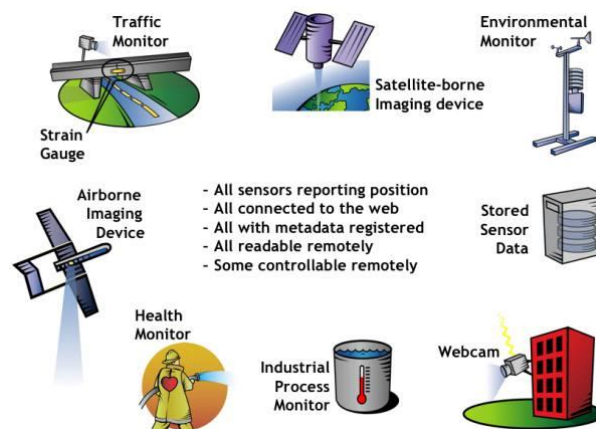 Traffic
Monitor
Strain
Gauge
Satellite-borne
Imaging device
Environmental
Monitor
Airborne
Imaging
Device
- All sensors reporting position
- All connected to the web
- All with metadata registered
- All readable remotely
- Some controllable remotely
Stored
Sensor
Data
Health
Monitor
Industrial
Process
Monitor
Webcam